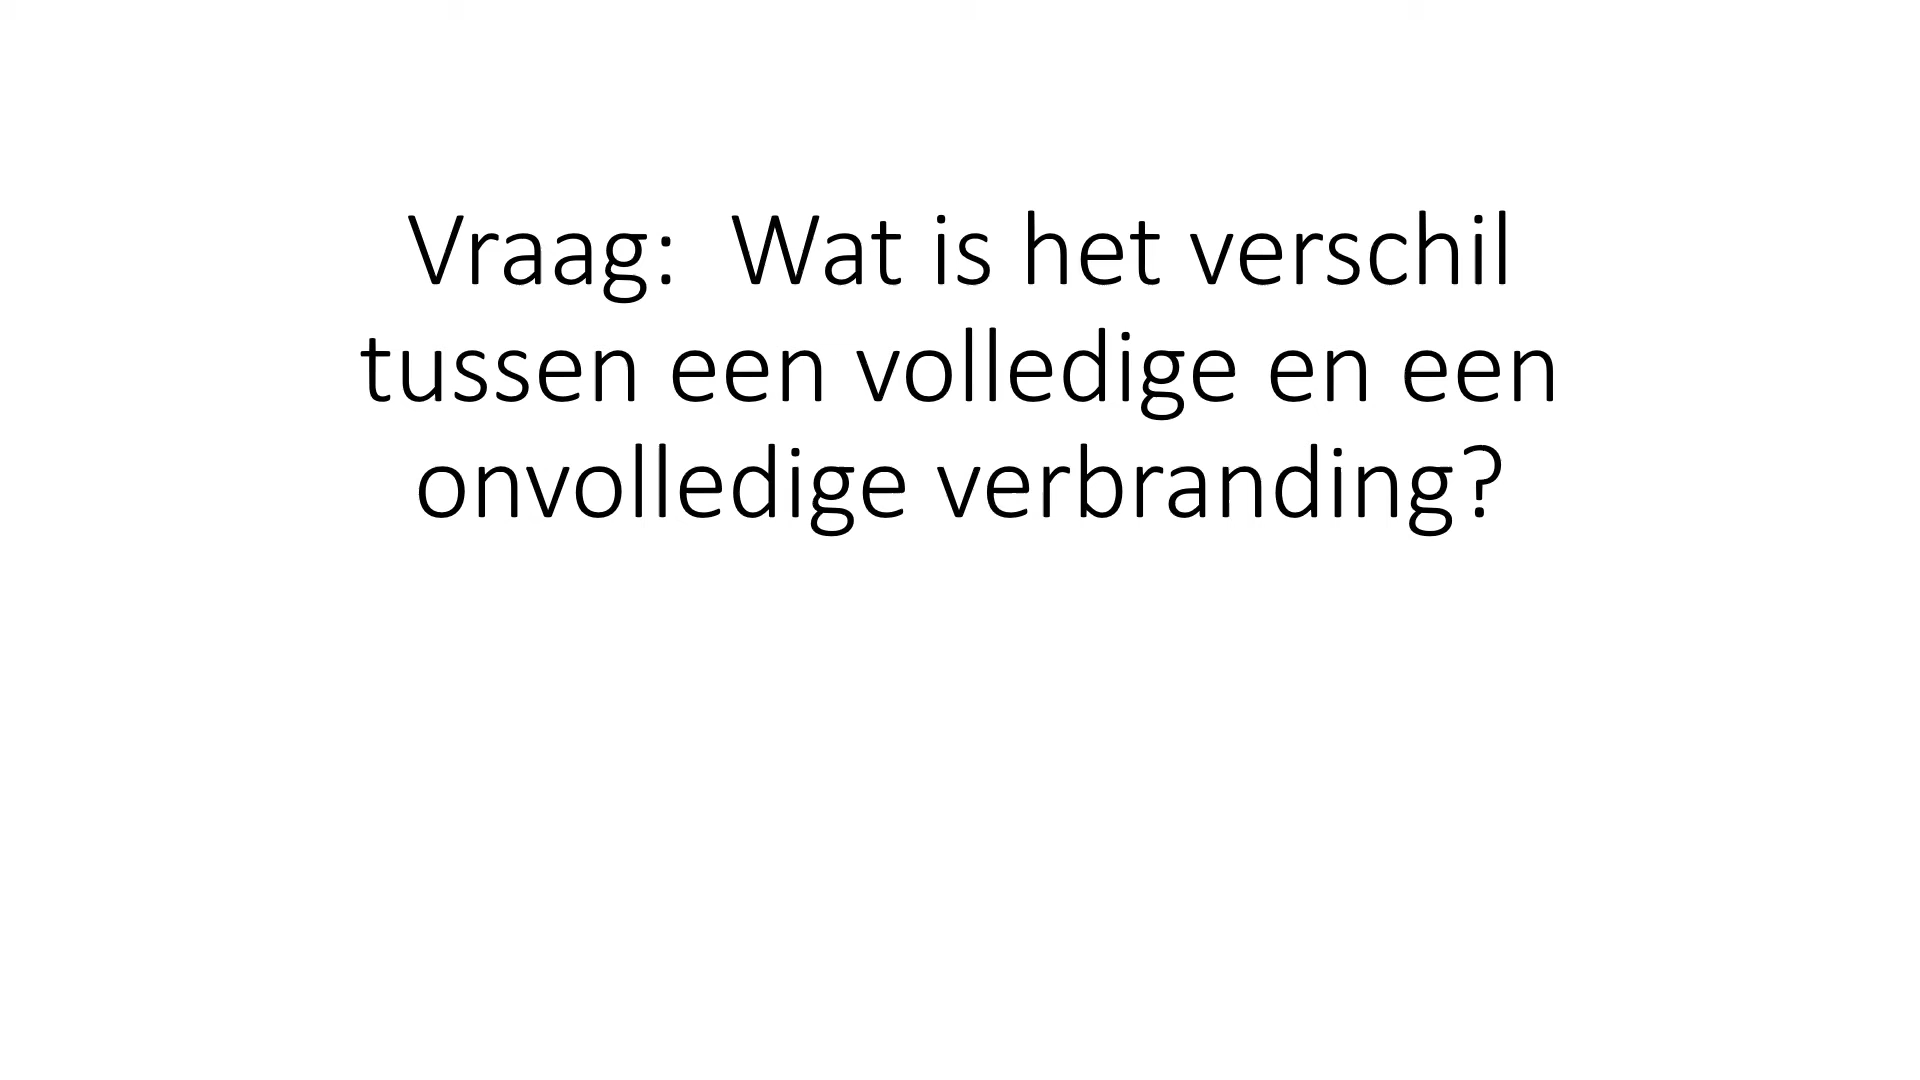 Vraag:  Wat is het verschil
tussen een volledige en een
onvolledige verbranding?